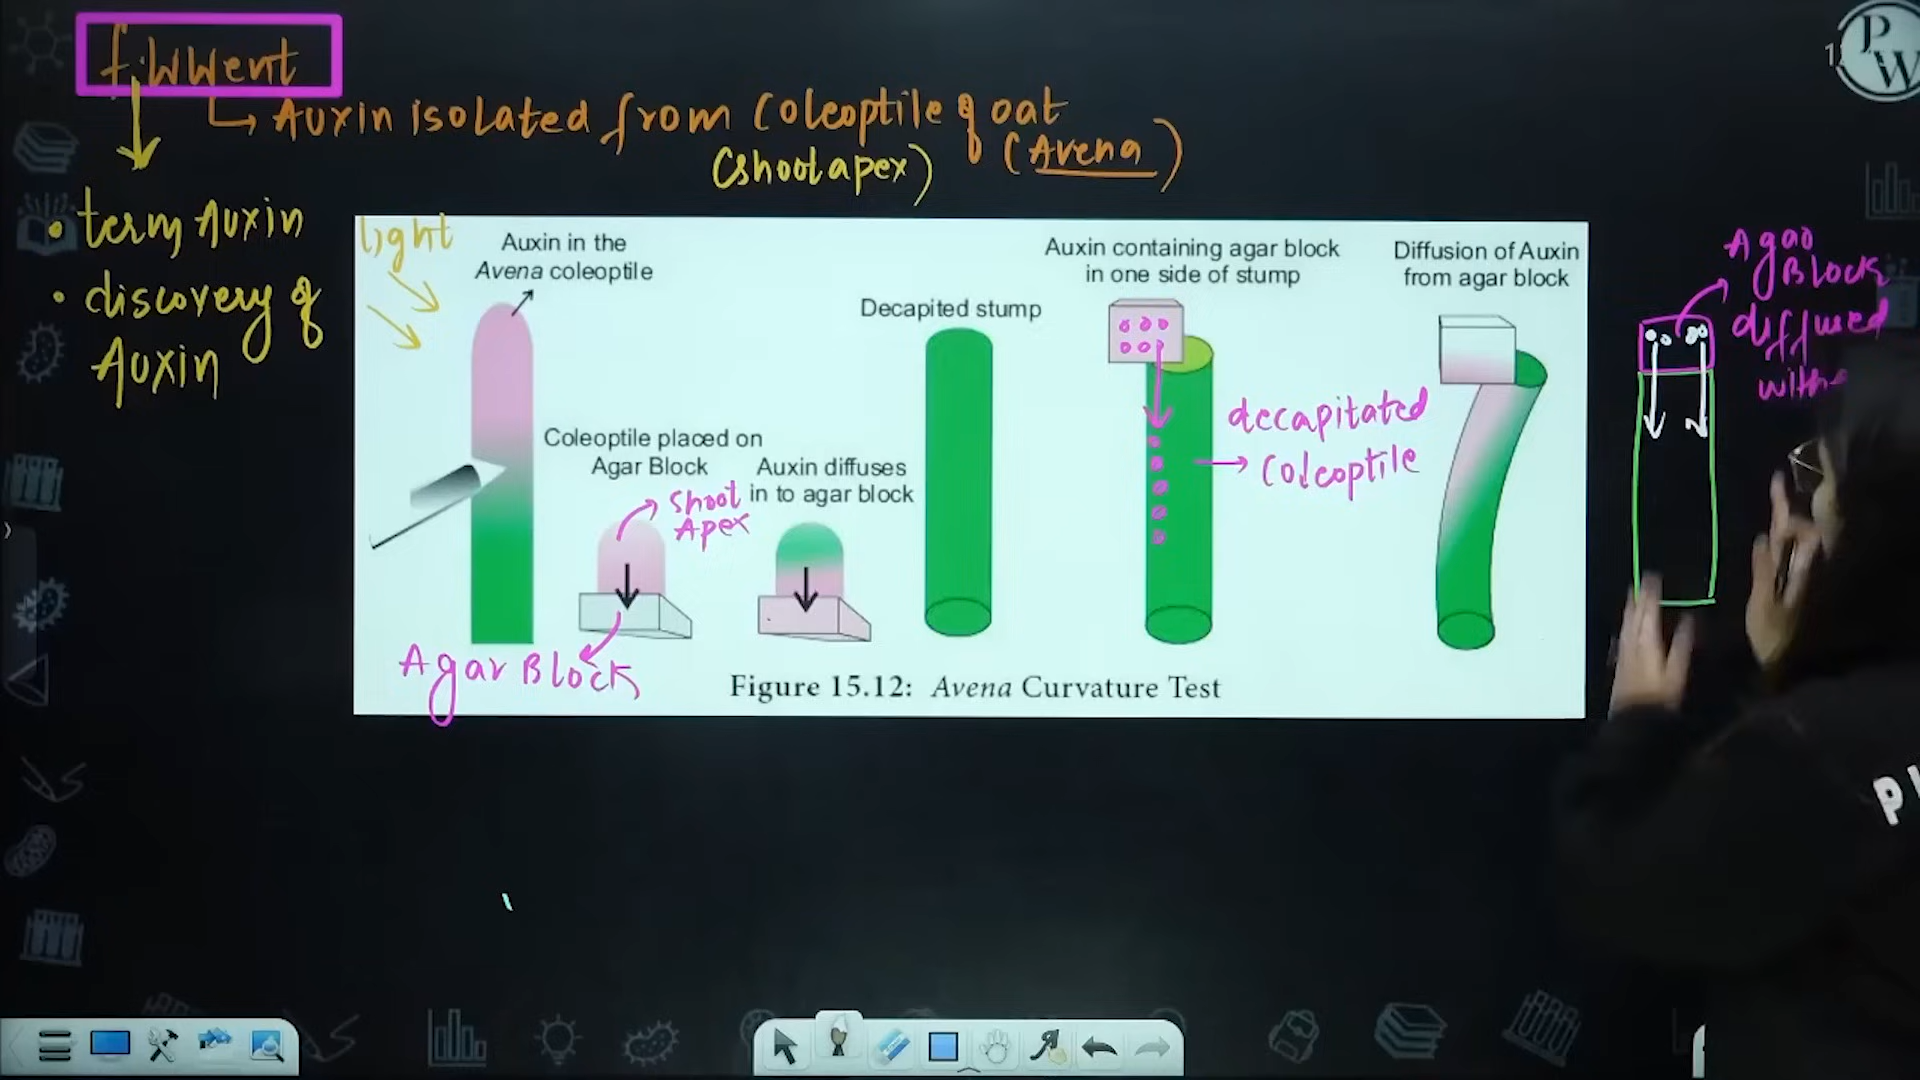 f.W Went
Auxin isolated from Coleoptile of oat
(shoot apex) (Avena)
• term Auxin
• discovery of
Auxin
light
Auxin in the
Avena coleoptile
Coleoptile placed on
Agar Block
Shoot
Apex
Agar Block
Auxin diffuses
in to agar block
Decapited stump
Auxin containing agar block
in one side of stump
decapitated
Coleoptile
Diffusion of Auxin
from agar block
Figure 15.12: Avena Curvature Test
Agar
Block
diffused
with
PW